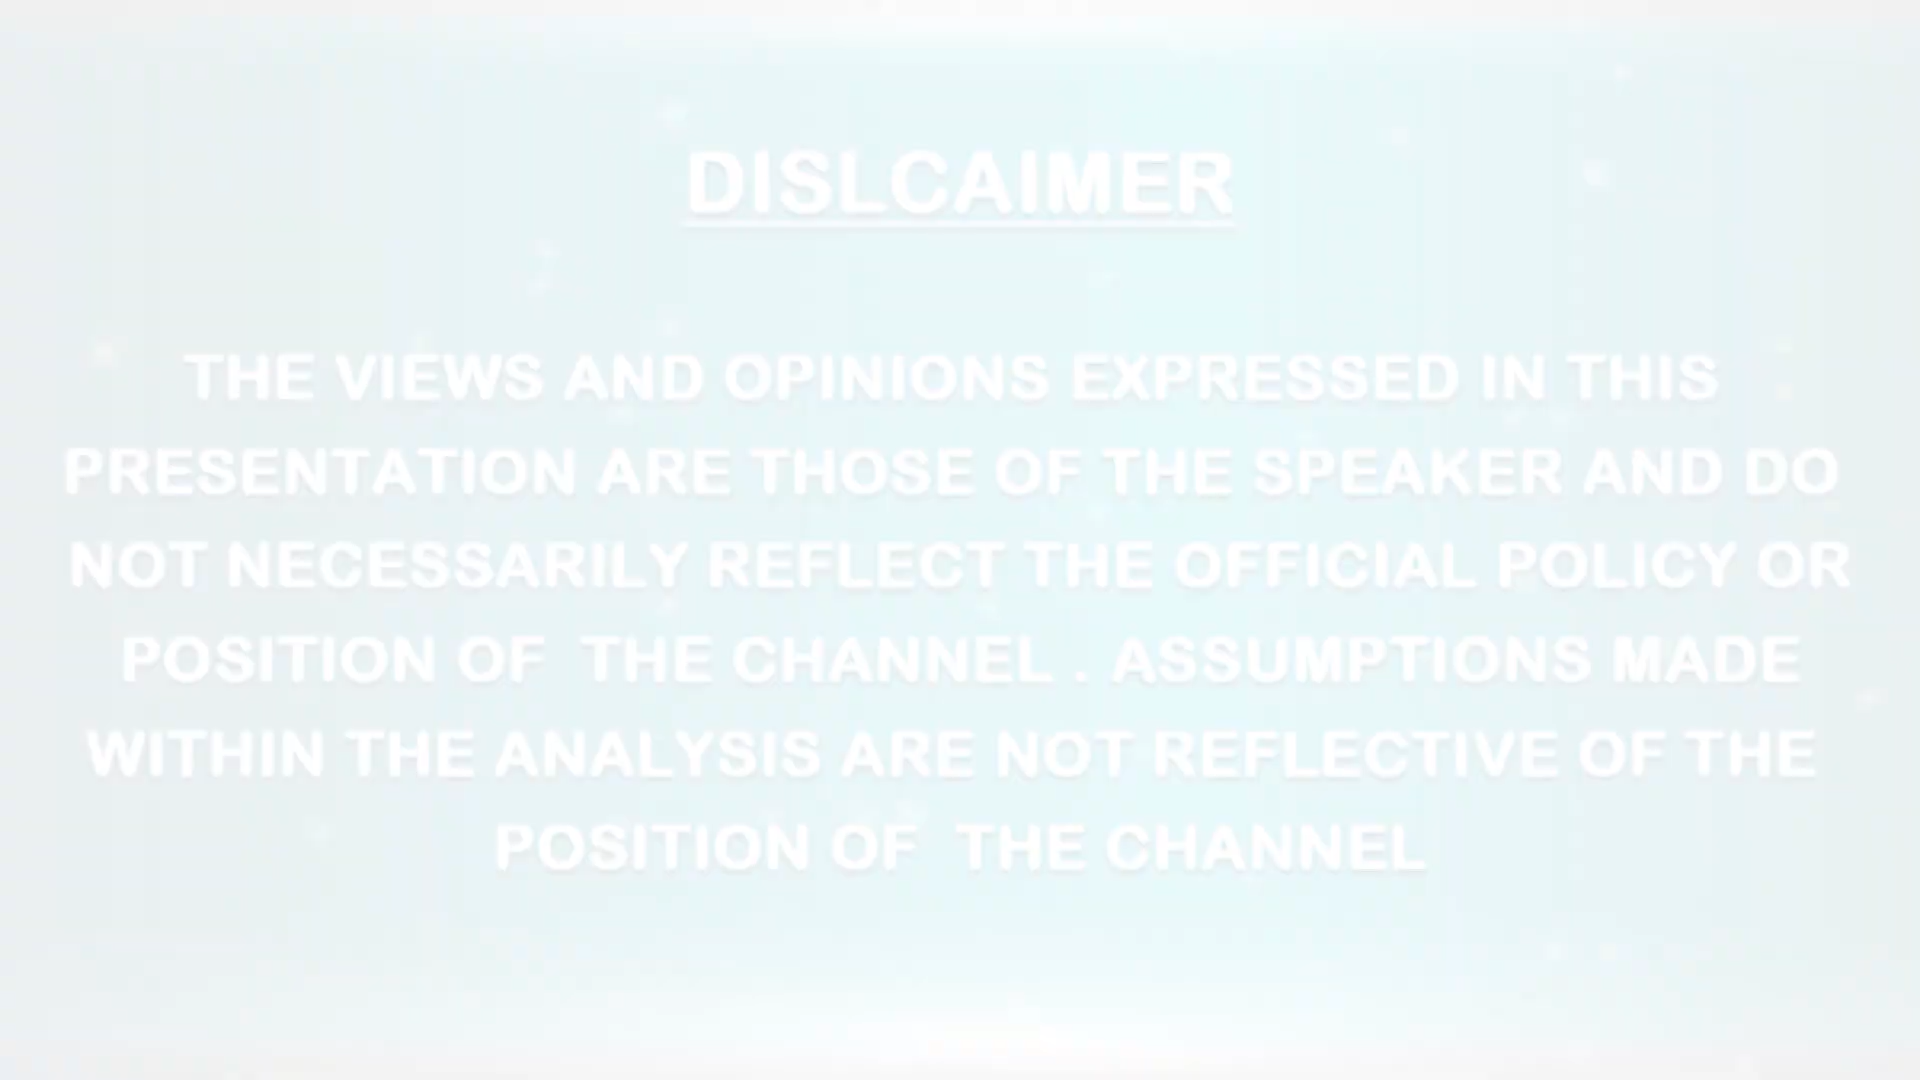 DISLCAIMER
THE VIEWS AND OPINIONS EXPRESSED IN THIS
PRESENTATION ARE THOSE OF THE SPEAKER AND DO
NOT NECESSARILY REFLECT THE OFFICIAL POLICY OR
POSITION OF THE CHANNEL . ASSUMPTIONS MADE
WITHIN THE ANALYSIS ARE NOT REFLECTIVE OF THE
POSITION OF THE CHANNEL